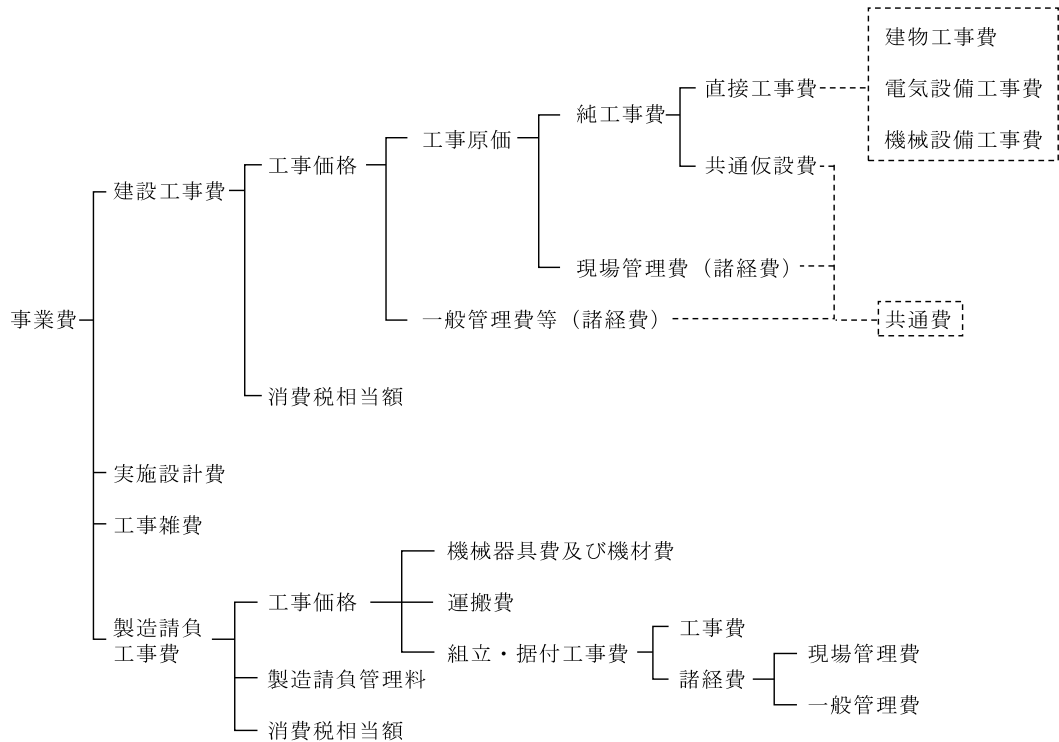 建物工事費
電気設備工事費
機械設備工事費
直接工事費
純工事費
工事原価
共通仮設費
工事価格
建設工事費
現場管理費（諸経費）
一般管理費等（諸経費）
共通費
事業費
消費税相当額
実施設計費
工事雑費
機械器具費及び機材費
工事価格
運搬費
製造請負
工事費
工事費
組立・据付工事費
現場管理費
諸経費
製造請負管理料
一般管理費
消費税相当額